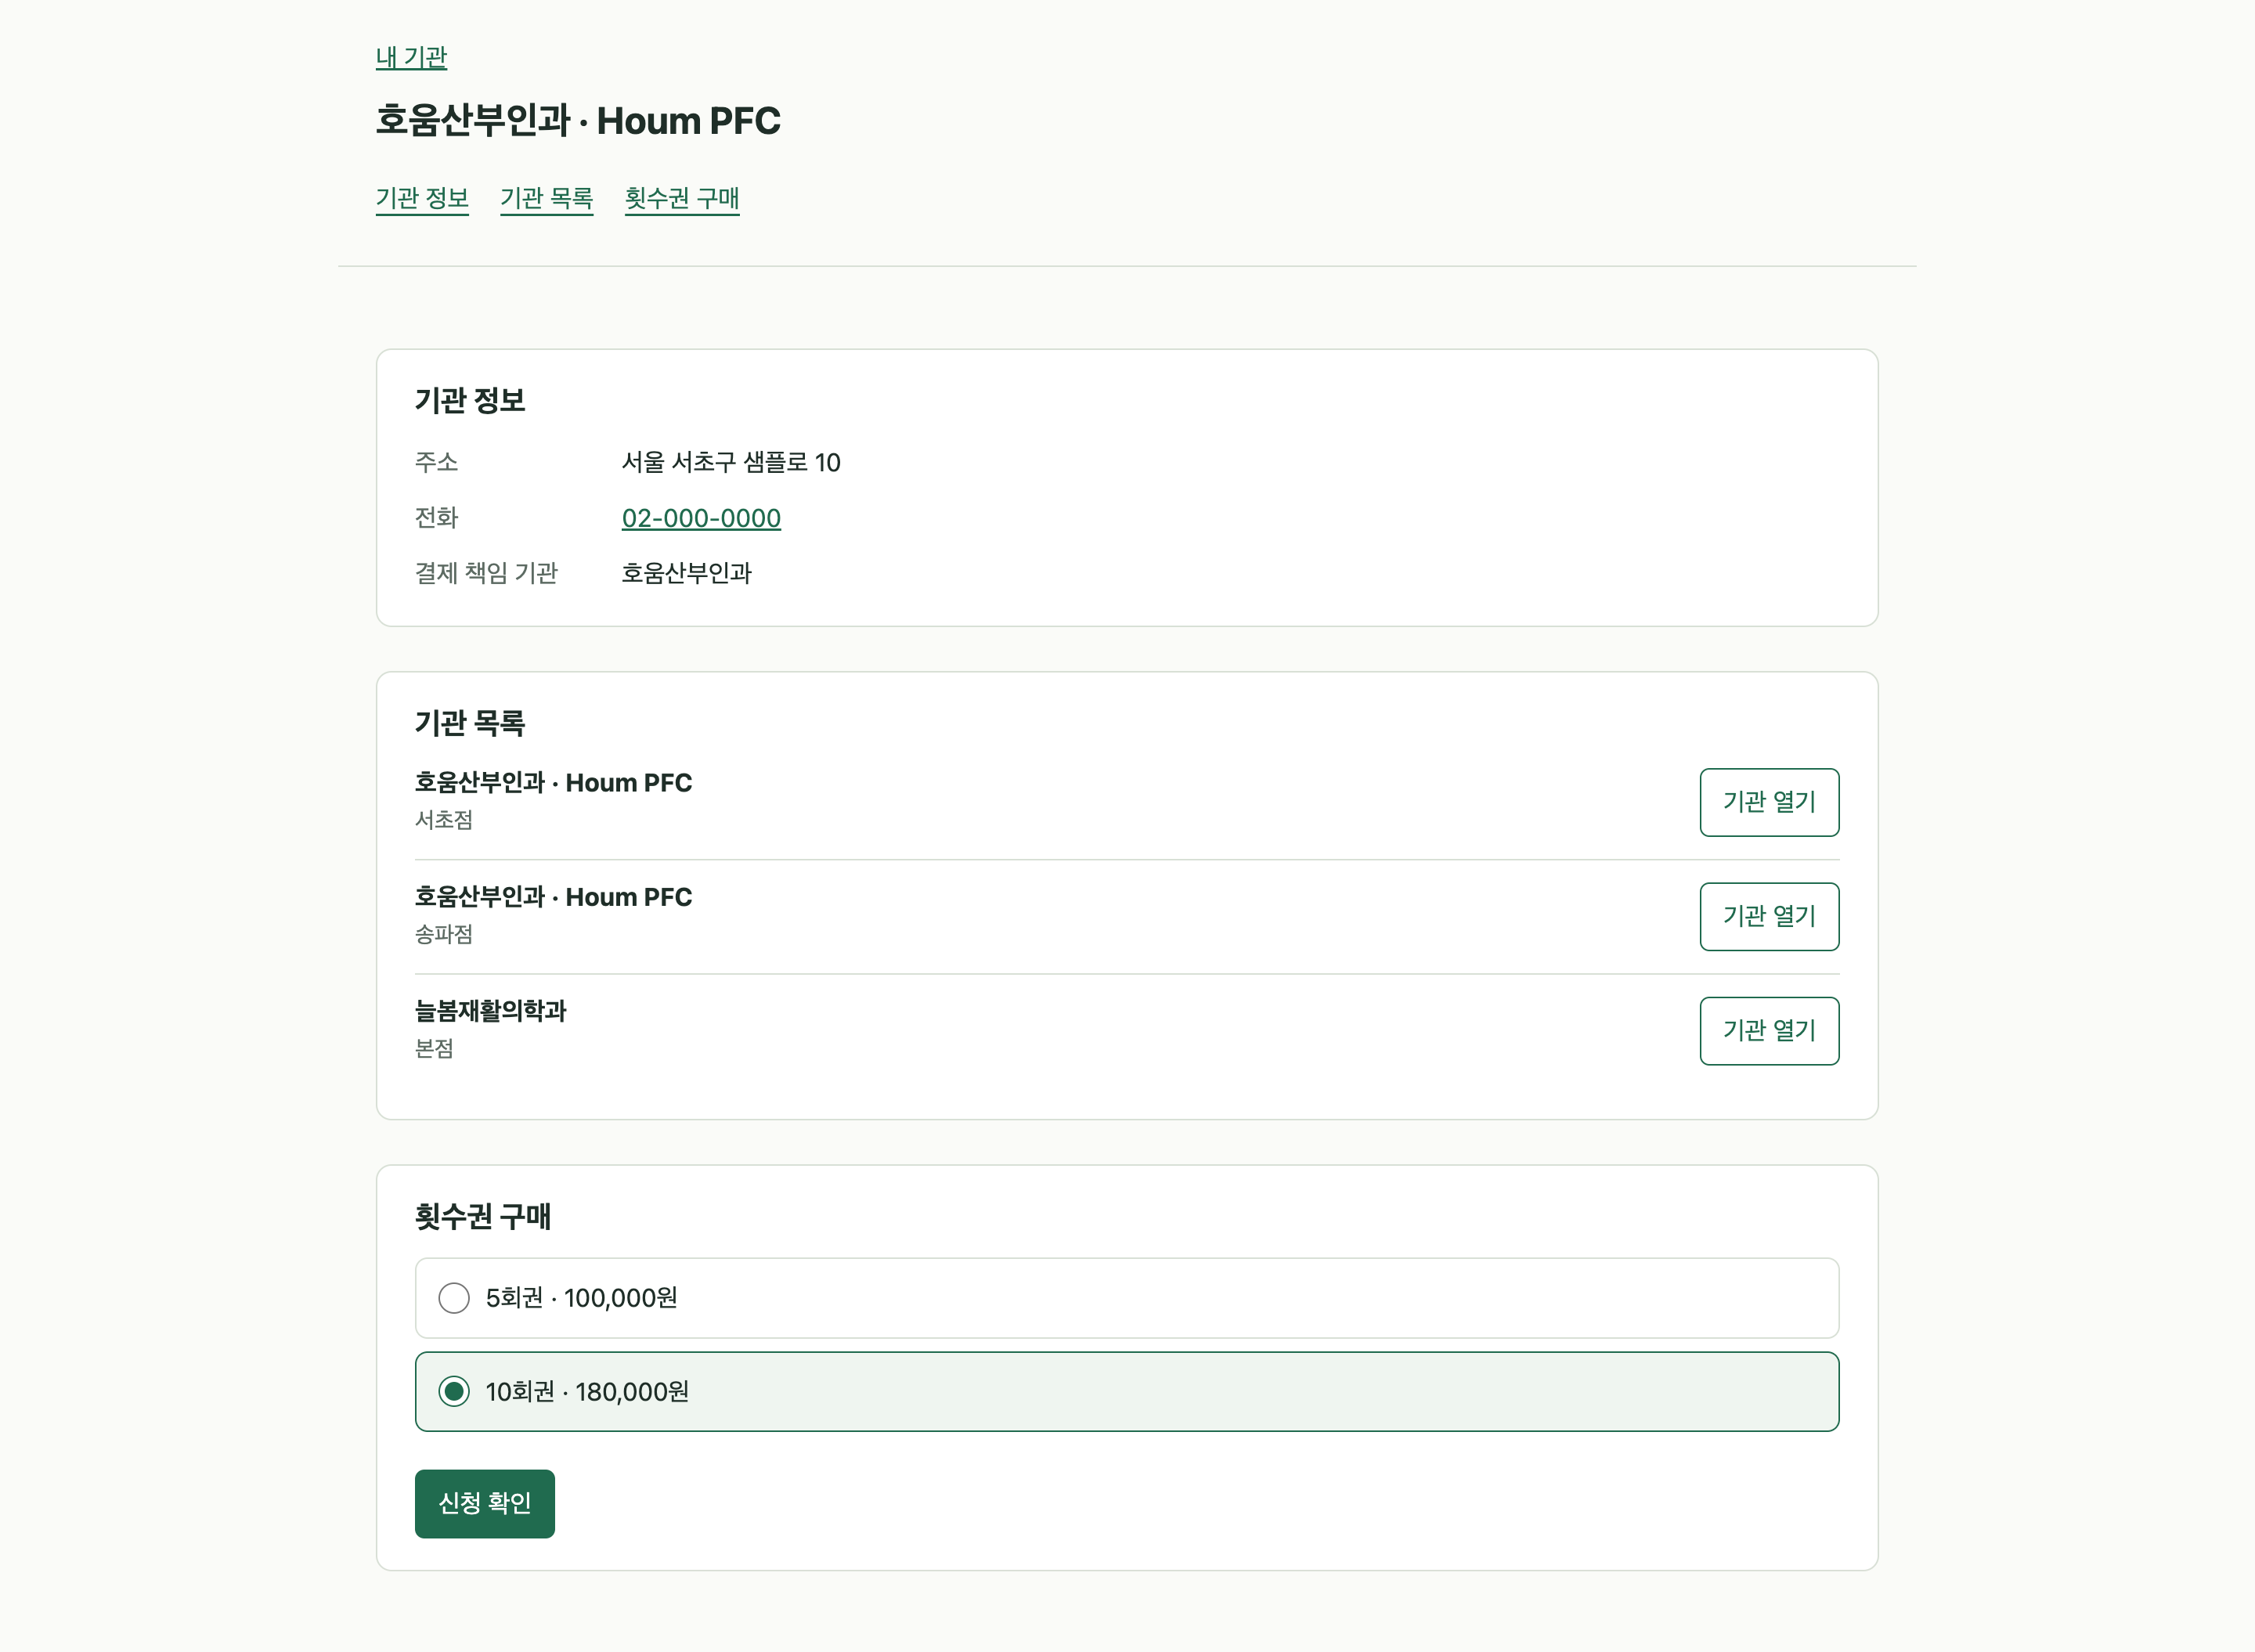 내 기관
호움산부인과 · Houm PFC
기관 정보 기관 목록 횟수권 구매
기관 정보
주소 서울 서초구 샘플로 10
전화 02-000-0000
결제 책임 기관 호움산부인과
기관 목록
호움산부인과 · Houm PFC
서초점
기관 열기
호움산부인과 · Houm PFC
송파점
기관 열기
늘봄재활의학과
본점
기관 열기
횟수권 구매
5회권 · 100,000원
10회권 · 180,000원
신청 확인